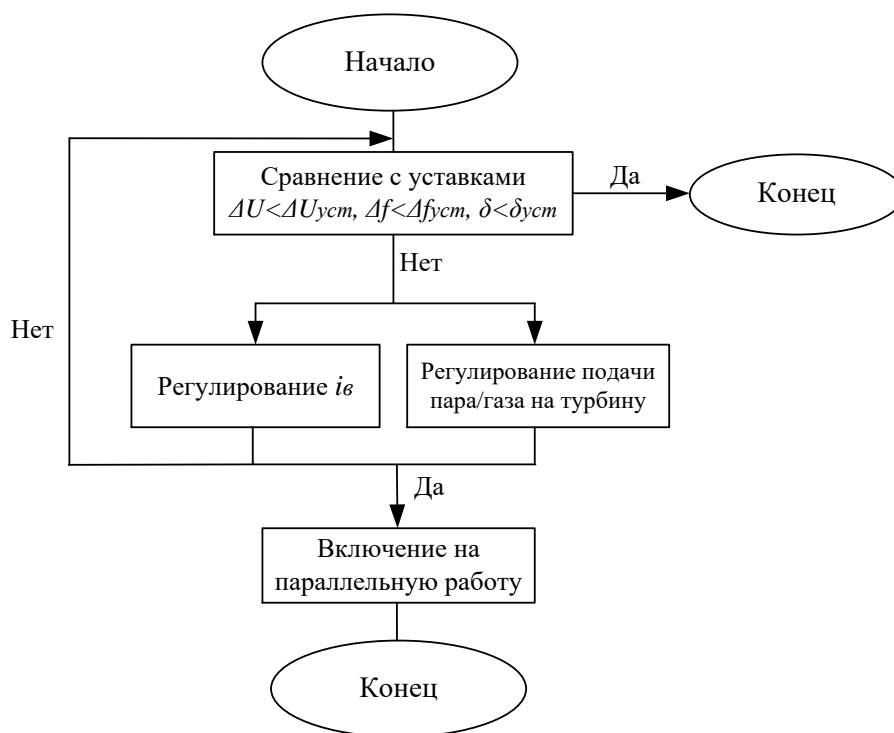 Начало
Сравнение с уставками
ΔU<ΔUуст, Δf<Δfуст, δ<δуст
Да
Конец
Нет
Нет
Регулирование iв
Регулирование подачи
пара/газа на турбину
Да
Включение на
параллельную работу
Конец